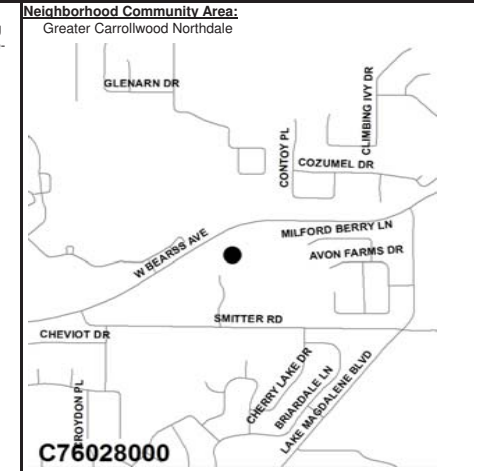 Neighborhood Community Area:
Greater Carrollwood Northdale
GLENARN DR
CLIMBING IVY DR
CONTOY PL
COZUMEL DR
MILFORD BERRY LN
W BEARSS AVE
AVON FARMS DR
SMITTER RD
CHEVIOT DR
CHERRY LAKE DR
BRIARDALE LN
LAKE MAGDALENE BLVD
ROYDON PL
C76028000